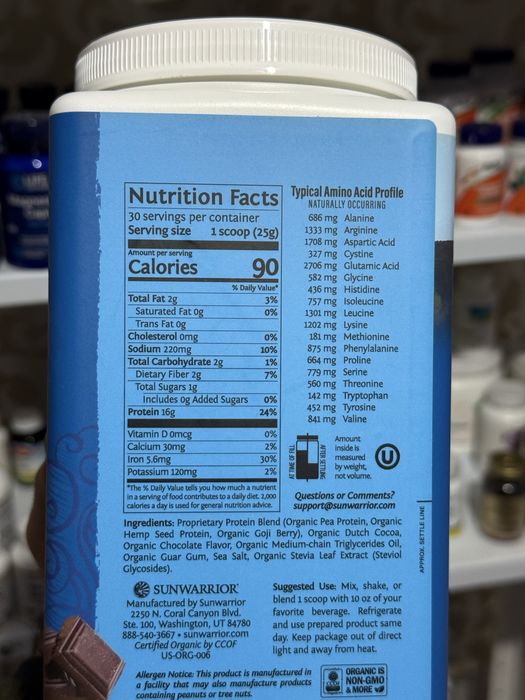 Nutrition Facts
30 servings per container
Serving size 1 scoop (25g)
Amount per serving
Calories 90
% Daily Value*
Total Fat 2g 3%
Saturated Fat 0g 0%
Trans Fat 0g
Cholesterol 0mg 0%
Sodium 220mg 10%
Total Carbohydrate 2g 1%
Dietary Fiber 2g 7%
Total Sugars 1g
Includes 0g Added Sugars 0%
Protein 16g 24%
Vitamin D 0mcg 0%
Calcium 30mg 2%
Iron 5.6mg 30%
Potassium 120mg 2%
*The % Daily Value tells you how much a nutrient
in a serving of food contributes to a daily diet. 2,000
calories a day is used for general nutrition advice.
Typical Amino Acid Profile
NATURALLY OCCURRING
686 mg Alanine
1333 mg Arginine
1708 mg Aspartic Acid
327 mg Cystine
2706 mg Glutamic Acid
582 mg Glycine
436 mg Histidine
757 mg Isoleucine
1301 mg Leucine
1202 mg Lysine
181 mg Methionine
875 mg Phenylalanine
664 mg Proline
779 mg Serine
560 mg Threonine
142 mg Tryptophan
452 mg Tyrosine
841 mg Valine
AT TIME OF FILL
AFTER SETTLING
Amount
inside is
measured
by weight,
not volume.
U
Questions or Comments?
support@sunwarrior.com
APPROX. SETTLE LINE
Ingredients: Proprietary Protein Blend (Organic Pea Protein, Organic
Hemp Seed Protein, Organic Goji Berry), Organic Dutch Cocoa,
Organic Chocolate Flavor, Organic Medium-chain Triglycerides Oil,
Organic Guar Gum, Sea Salt, Organic Stevia Leaf Extract (Steviol
Glycosides).
SUNWARRIOR
Manufactured by Sunwarrior
2250 N. Coral Canyon Blvd.
Ste. 100, Washington, UT 84780
888-540-3667 • sunwarrior.com
Certified Organic by CCOF
US-ORG-006
Suggested Use: Mix, shake, or
blend 1 scoop with 10 oz of your
favorite beverage. Refrigerate
and use prepared product same
day. Keep package out of direct
light and away from heat.
Allergen Notice: This product is manufactured in
a facility that may also manufacture products
containing peanuts or tree nuts.
CCOF
ORGANIC IS
NON-GMO
& MORE